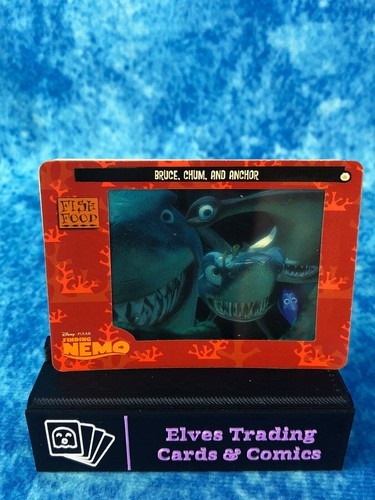 BRUCE, CHUM, AND ANCHOR
FISH
FOOD
Disney · PIXAR
FINDING
NEMO
Elves Trading
Cards & Comics